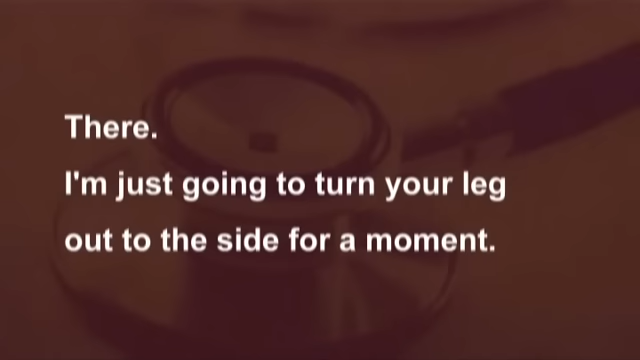 There.
I'm just going to turn your leg
out to the side for a moment.